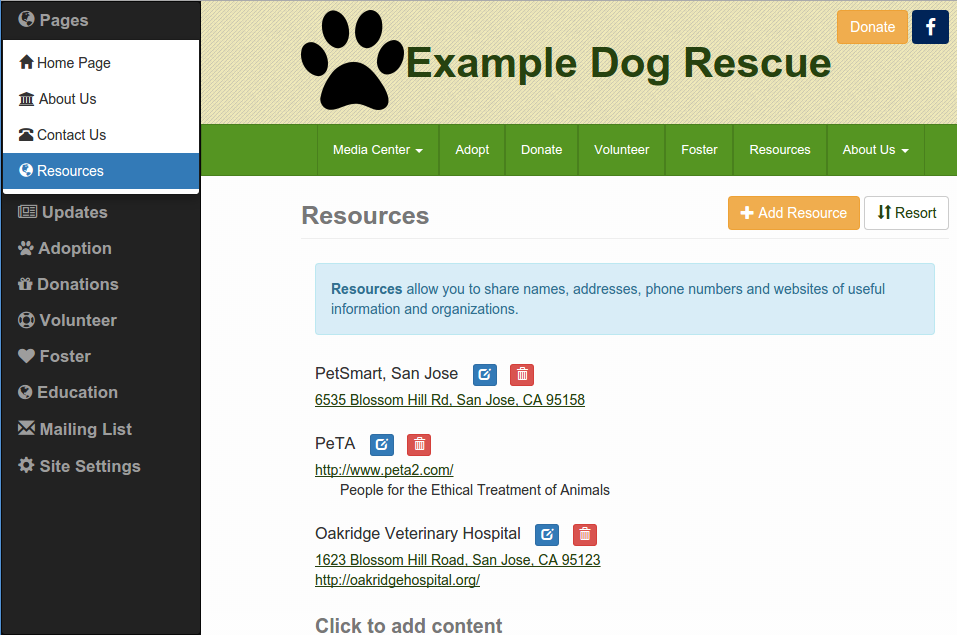 Pages
Home Page
About Us
Contact Us
Resources
Updates
Adoption
Donations
Volunteer
Foster
Education
Mailing List
Site Settings
Example Dog Rescue
Donate
f
Media Center
Adopt
Donate
Volunteer
Foster
Resources
About Us
Resources
Add Resource
Resort
Resources allow you to share names, addresses, phone numbers and websites of useful
information and organizations.
PetSmart, San Jose
6535 Blossom Hill Rd, San Jose, CA 95158
PeTA
http://www.peta2.com/
People for the Ethical Treatment of Animals
Oakridge Veterinary Hospital
1623 Blossom Hill Road, San Jose, CA 95123
http://oakridgehospital.org/
Click to add content